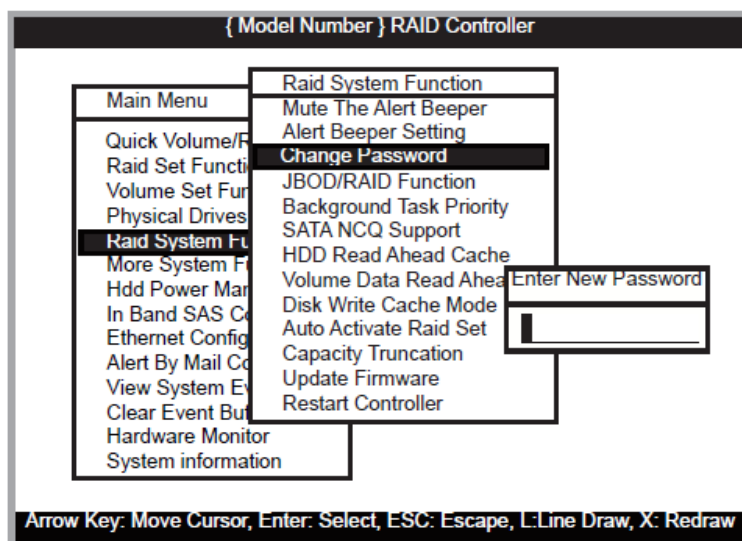 { Model Number } RAID Controller
Main Menu
Quick Volume/R
Raid Set Functi
Volume Set Fun
Physical Drives
Raid System Fu
More System F
Hdd Power Mar
In Band SAS Co
Ethernet Config
Alert By Mail Co
View System Ev
Clear Event Buf
Hardware Monitor
System information
Raid System Function
Mute The Alert Beeper
Alert Beeper Setting
Change Password
JBOD/RAID Function
Background Task Priority
SATA NCQ Support
HDD Read Ahead Cache
Volume Data Read Ahea
Disk Write Cache Mode
Auto Activate Raid Set
Capacity Truncation
Update Firmware
Restart Controller
Enter New Password
Arrow Key: Move Cursor, Enter: Select, ESC: Escape, L:Line Draw, X: Redraw